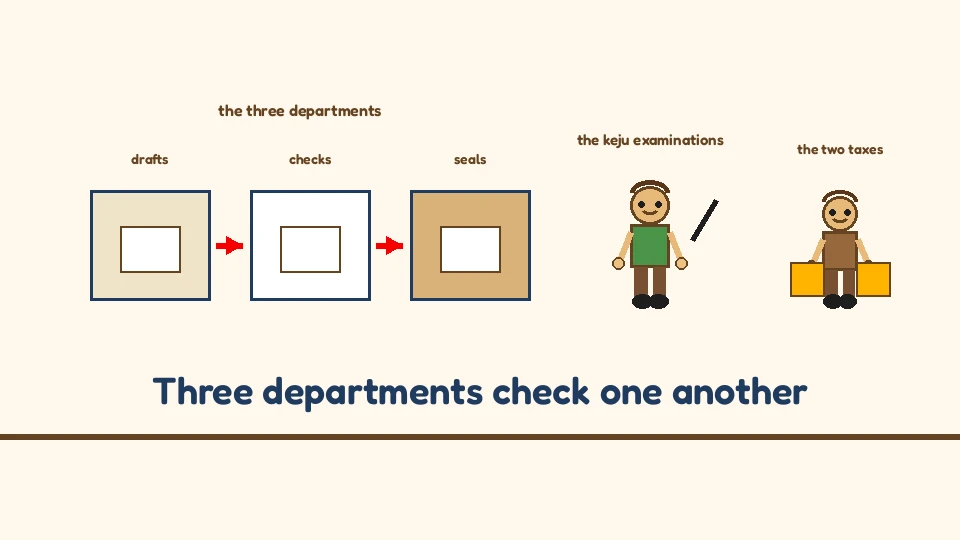 the three departments
drafts
checks
seals
the keju examinations
the two taxes
Three departments check one another